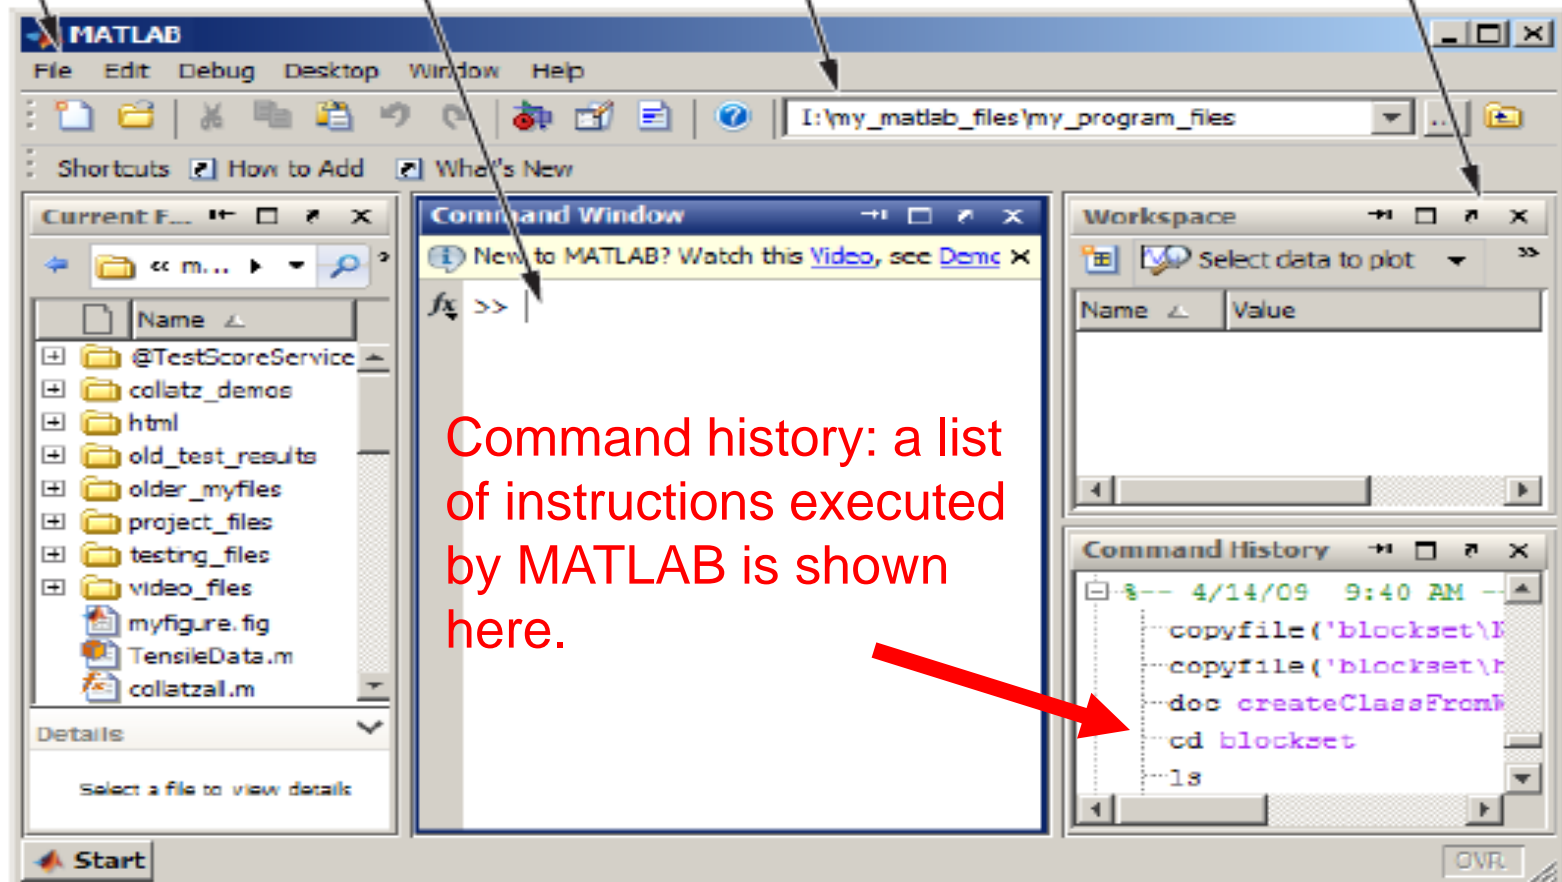 MATLAB
File Edit Debug Desktop Window Help
I:\my_matlab_files\my_program_files
Shortcuts How to Add What's New
Current F...
« m...
Name
@TestScoreService
collatz_demos
html
old_test_results
older_myfiles
project_files
testing_files
video_files
myfigure.fig
TensileData.m
collatzall.m
Details
Select a file to view details
Command Window
New to MATLAB? Watch this Video, see Demo
fx >>
Command history: a list
of instructions executed
by MATLAB is shown
here.
Workspace
Select data to plot
Name Value
Command History
%-- 4/14/09 9:40 AM --
copyfile('blockset\
copyfile('blockset\
doc createClassFrom
cd blockset
ls
Start
OVR